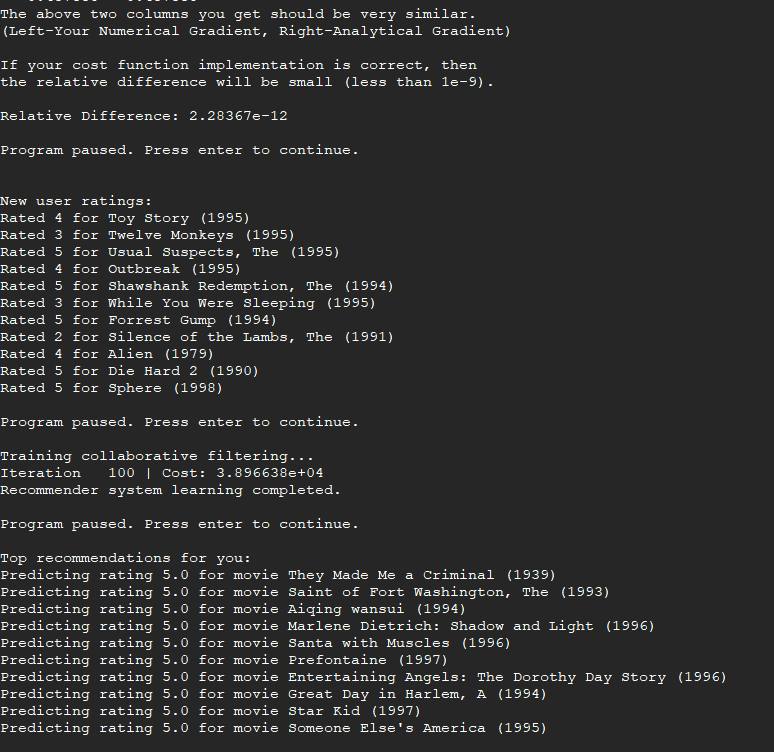 The above two columns you get should be very similar.
(Left-Your Numerical Gradient, Right-Analytical Gradient)
If your cost function implementation is correct, then
the relative difference will be small (less than 1e-9).
Relative Difference: 2.28367e-12
Program paused. Press enter to continue.
New user ratings:
Rated 4 for Toy Story (1995)
Rated 3 for Twelve Monkeys (1995)
Rated 5 for Usual Suspects, The (1995)
Rated 4 for Outbreak (1995)
Rated 5 for Shawshank Redemption, The (1994)
Rated 3 for While You Were Sleeping (1995)
Rated 5 for Forrest Gump (1994)
Rated 2 for Silence of the Lambs, The (1991)
Rated 4 for Alien (1979)
Rated 5 for Die Hard 2 (1990)
Rated 5 for Sphere (1998)
Program paused. Press enter to continue.
Training collaborative filtering...
Iteration   100 | Cost: 3.896638e+04
Recommender system learning completed.
Program paused. Press enter to continue.
Top recommendations for you:
Predicting rating 5.0 for movie They Made Me a Criminal (1939)
Predicting rating 5.0 for movie Saint of Fort Washington, The (1993)
Predicting rating 5.0 for movie Aiqing wansui (1994)
Predicting rating 5.0 for movie Marlene Dietrich: Shadow and Light (1996)
Predicting rating 5.0 for movie Santa with Muscles (1996)
Predicting rating 5.0 for movie Prefontaine (1997)
Predicting rating 5.0 for movie Entertaining Angels: The Dorothy Day Story (1996)
Predicting rating 5.0 for movie Great Day in Harlem, A (1994)
Predicting rating 5.0 for movie Star Kid (1997)
Predicting rating 5.0 for movie Someone Else's America (1995)